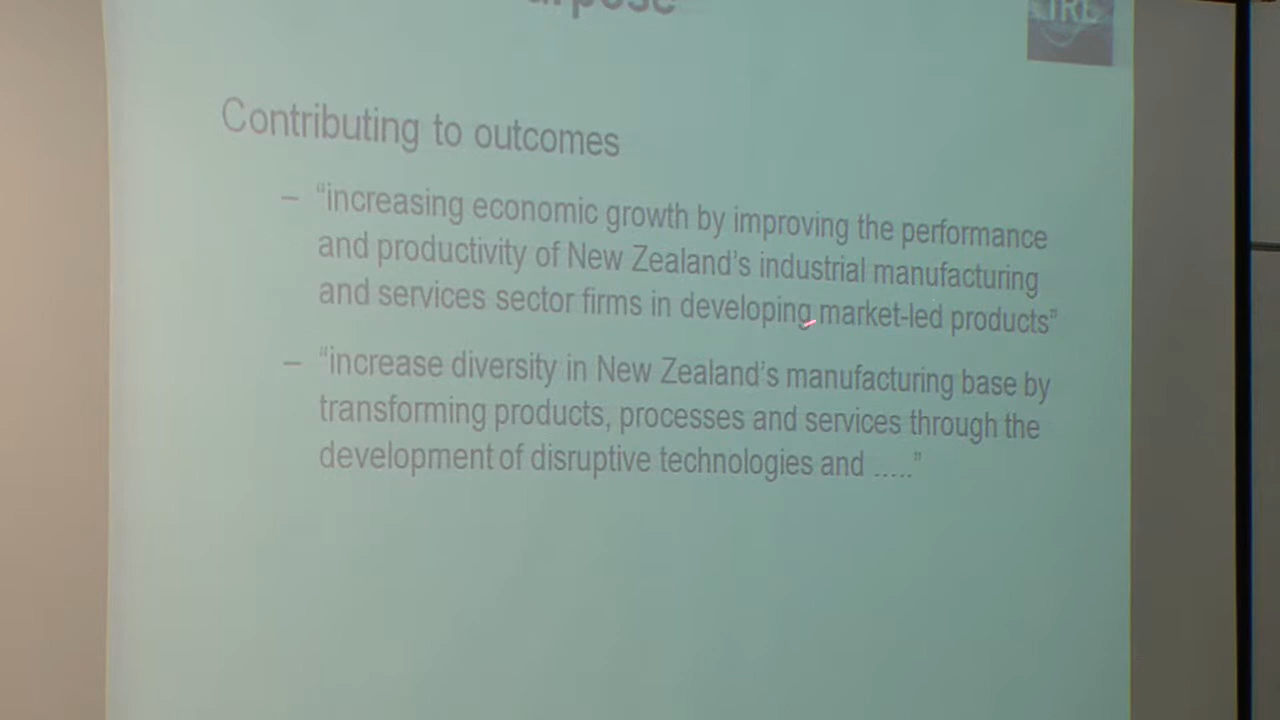 IRL
Contributing to outcomes
– “increasing economic growth by improving the performance
and productivity of New Zealand’s industrial manufacturing
and services sector firms in developing market-led products”
– “increase diversity in New Zealand’s manufacturing base by
transforming products, processes and services through the
development of disruptive technologies and .....”